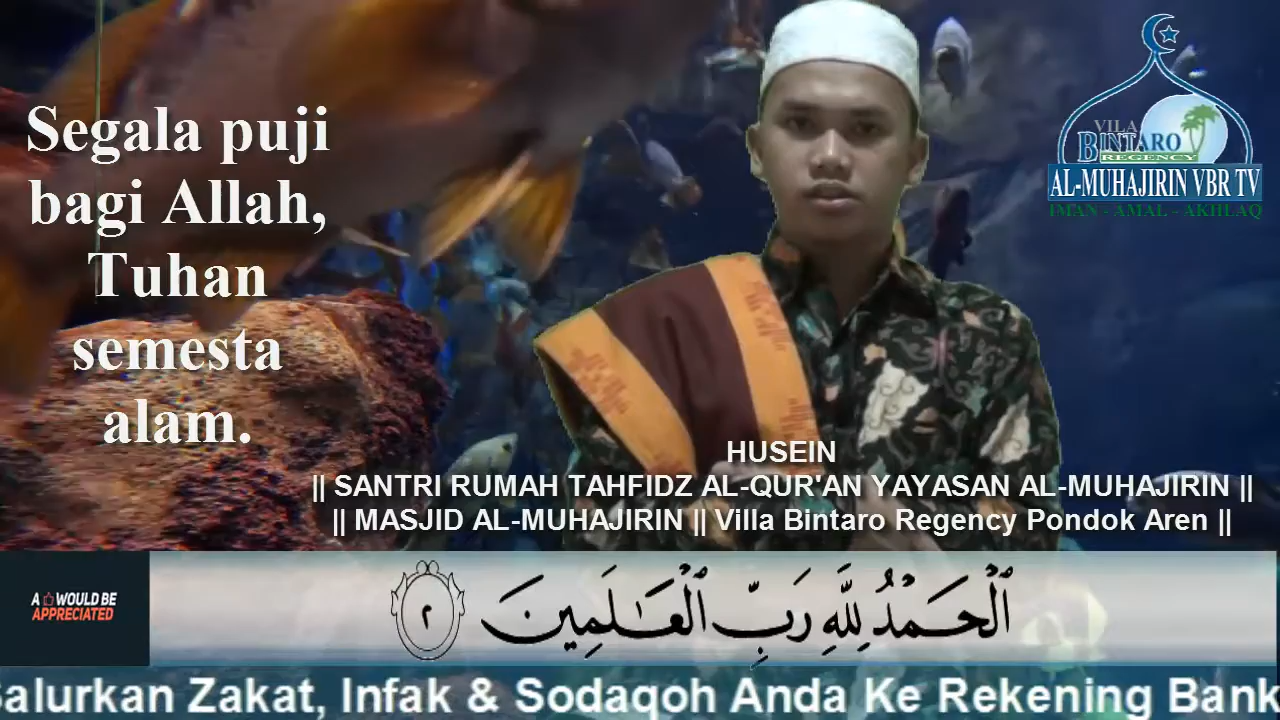 Segala puji
bagi Allah,
Tuhan
semesta
alam.
VILA
BINTARO
REGENCY
AL-MUHAJIRIN VBR TV
IMAN - AMAL - AKHLAQ
HUSEIN
|| SANTRI RUMAH TAHFIDZ AL-QUR'AN YAYASAN AL-MUHAJIRIN ||
|| MASJID AL-MUHAJIRIN || Villa Bintaro Regency Pondok Aren ||
A WOULD BE
APPRECIATED
ٱلْحَمْدُ لِلَّهِ رَبِّ ٱلْعَـٰلَمِينَ ٢
Salurkan Zakat, Infak & Sodaqoh Anda Ke Rekening Bank